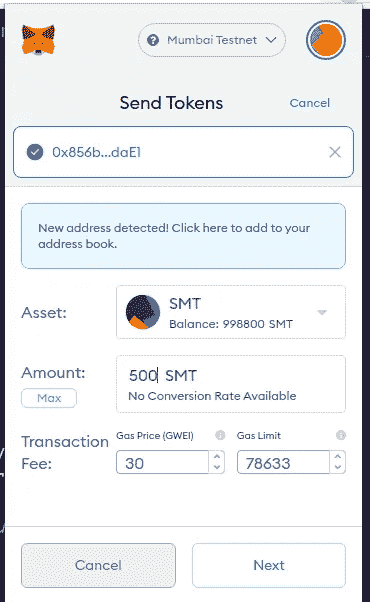 Mumbai Testnet
Send Tokens
Cancel
0x856b...daE1
New address detected! Click here to add to your
address book.
Asset:
SMT
Balance: 998800 SMT
Amount:
Max
500 SMT
No Conversion Rate Available
Transaction
Fee:
Gas Price (GWEI)
Gas Limit
30
78633
Cancel
Next